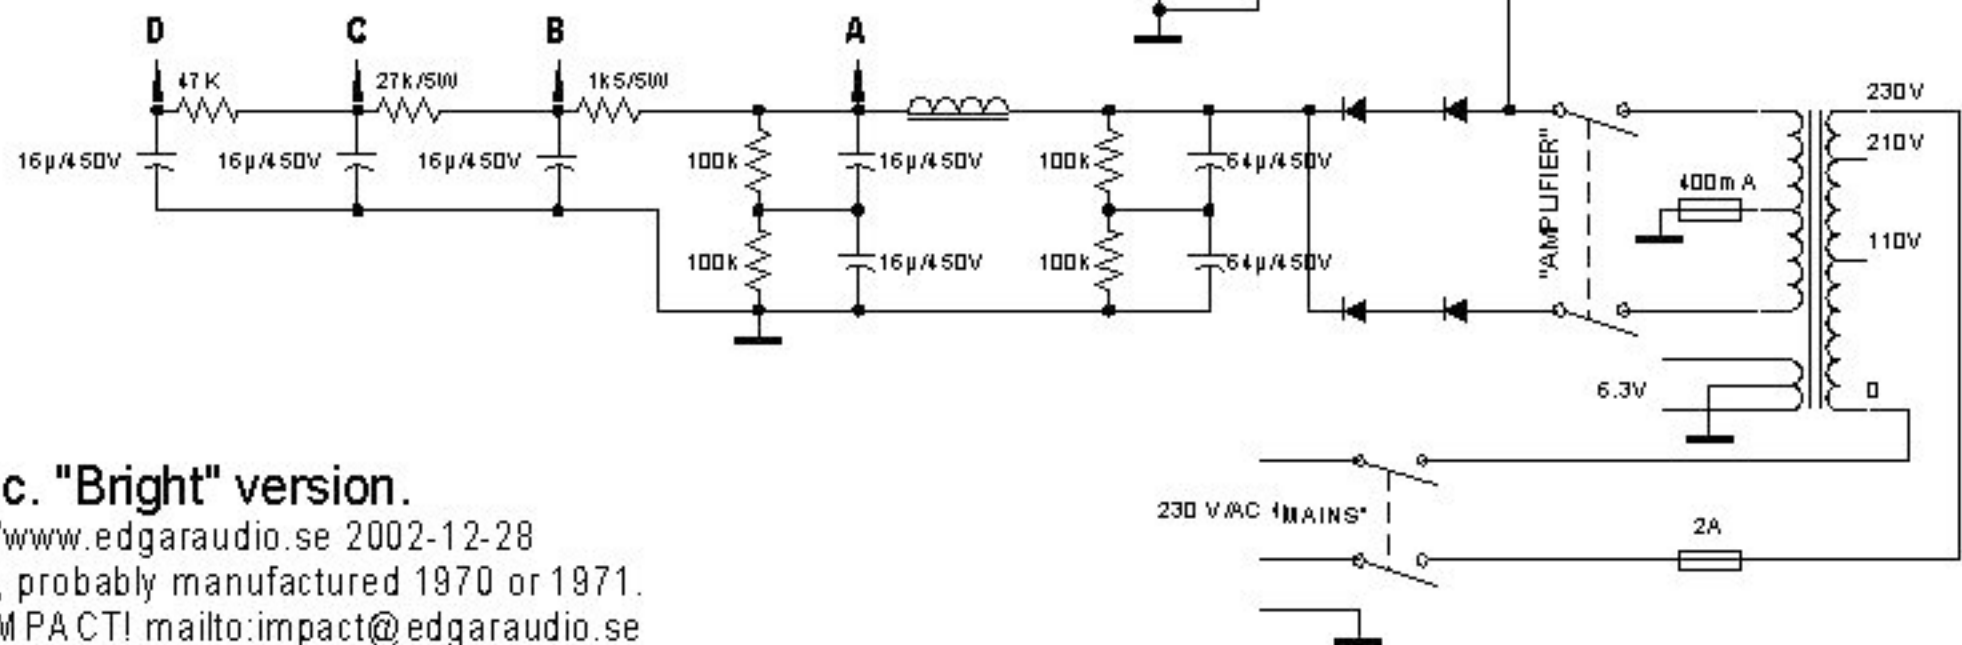 D C B A
47K 27k/5W 1k5/5W
16µ/450V 16µ/450V 16µ/450V 100k 16µ/450V 100k 64µ/450V
100k 16µ/450V 100k 64µ/450V
"AMPLIFIER"
400mA
230V
210V
110V
0
6.3V
230 V/AC "MAINS"
2A
c. "Bright" version.
/www.edgaraudio.se 2002-12-28
, probably manufactured 1970 or 1971.
MPACT! mailto:impact@edgaraudio.se